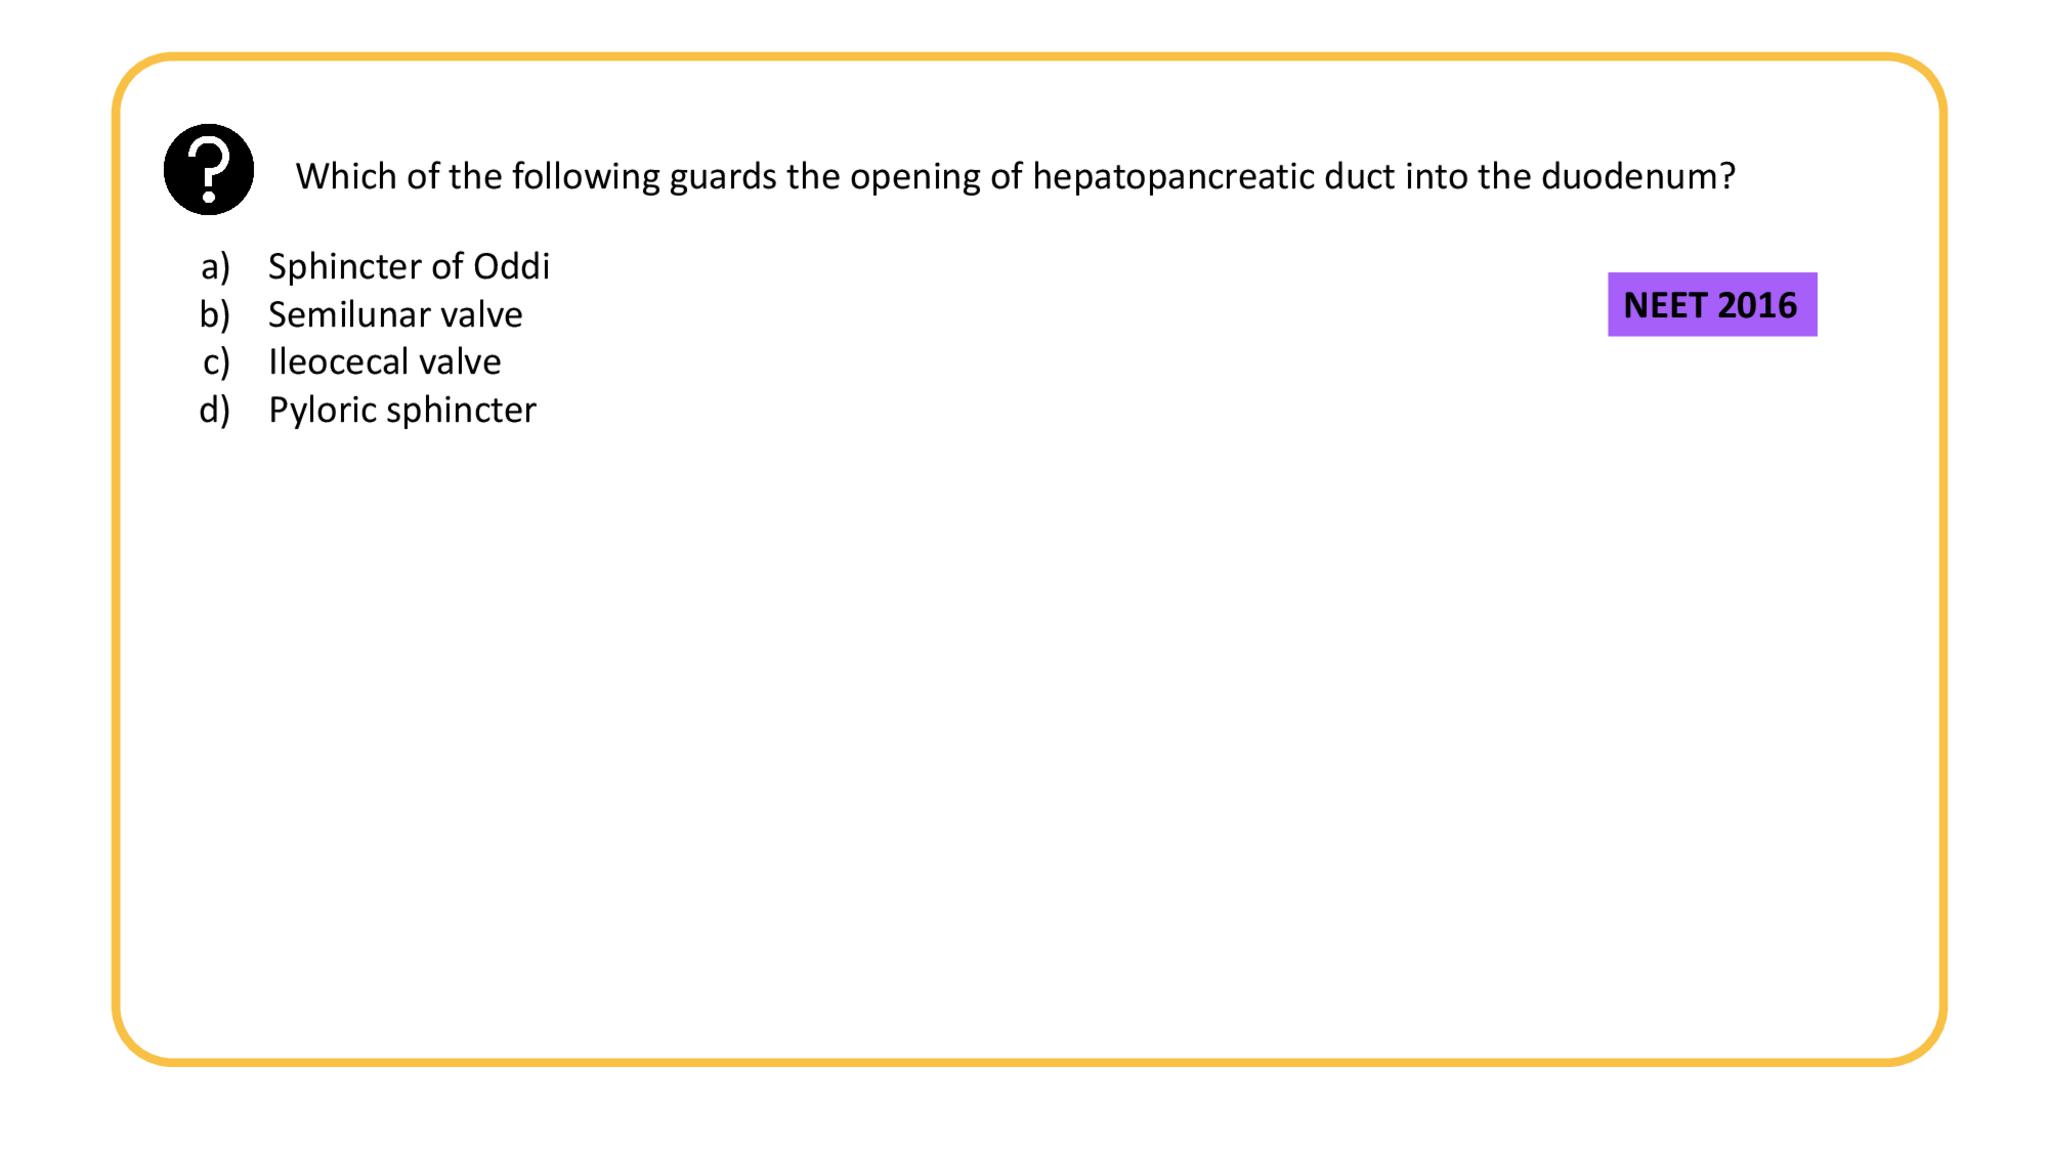 Which of the following guards the opening of hepatopancreatic duct into the duodenum?
a) Sphincter of Oddi
b) Semilunar valve
c) Ileocecal valve
d) Pyloric sphincter
NEET 2016